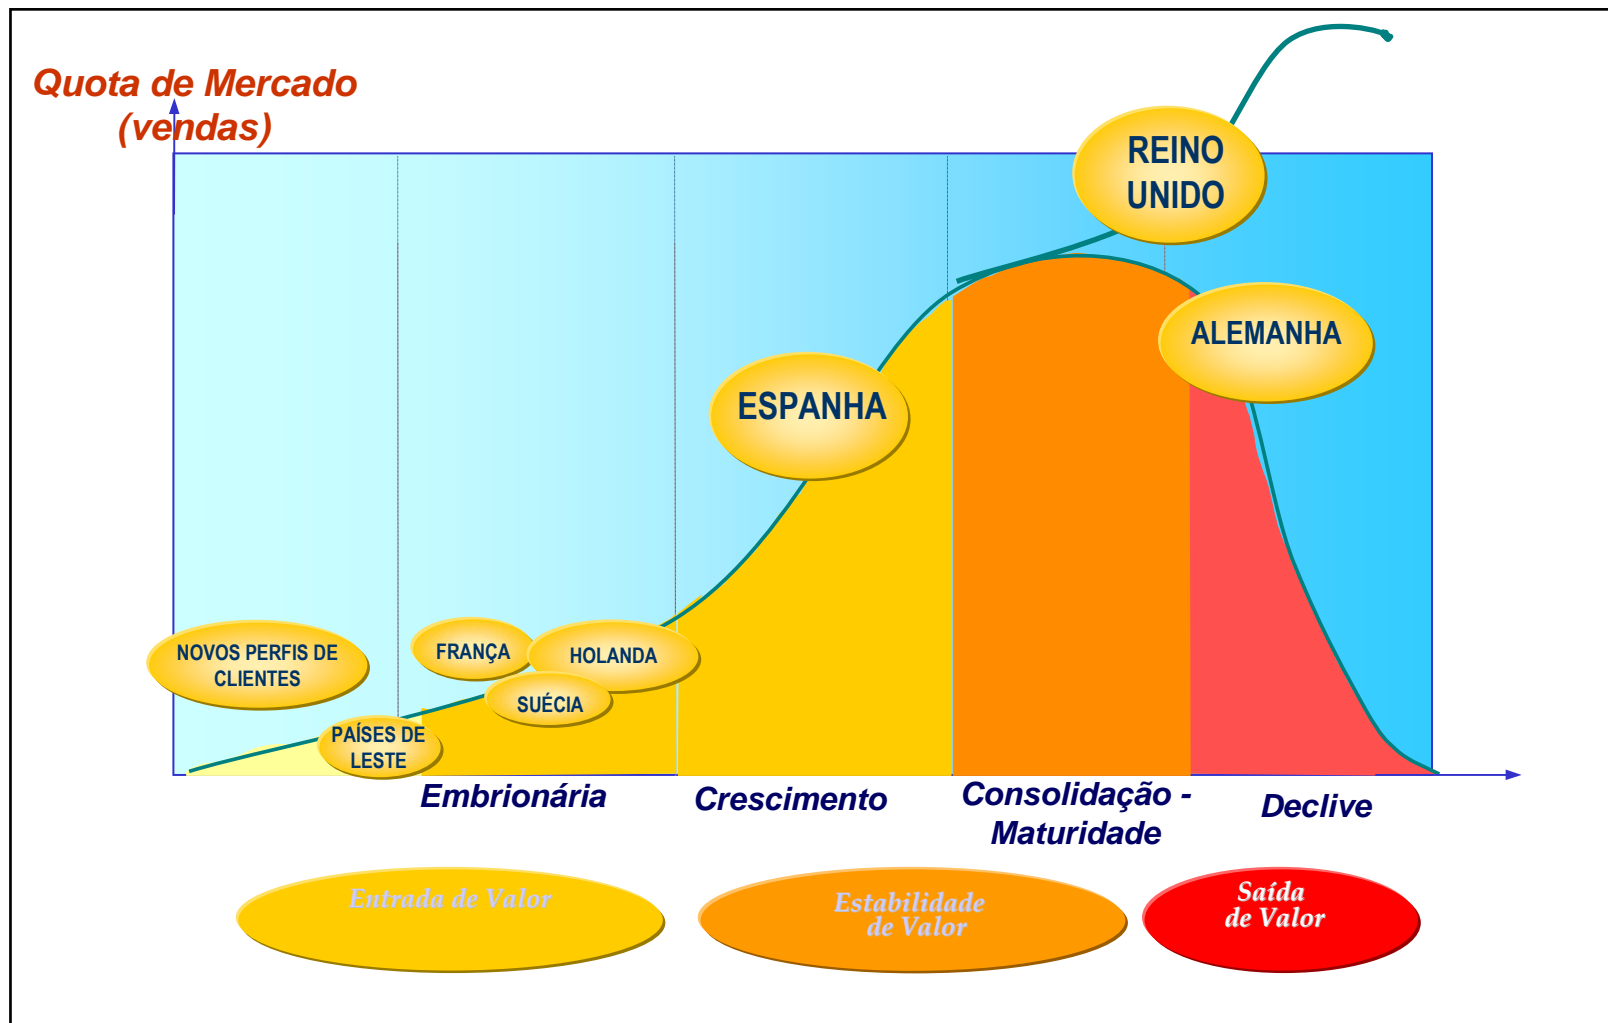 Quota de Mercado
(vendas)
REINO
UNIDO
ALEMANHA
ESPANHA
NOVOS PERFIS DE
CLIENTES
FRANÇA
HOLANDA
SUÉCIA
PAÍSES DE
LESTE
Embrionária
Crescimento
Consolidação -
Maturidade
Declive
Entrada de Valor
Estabilidade
de Valor
Saída
de Valor